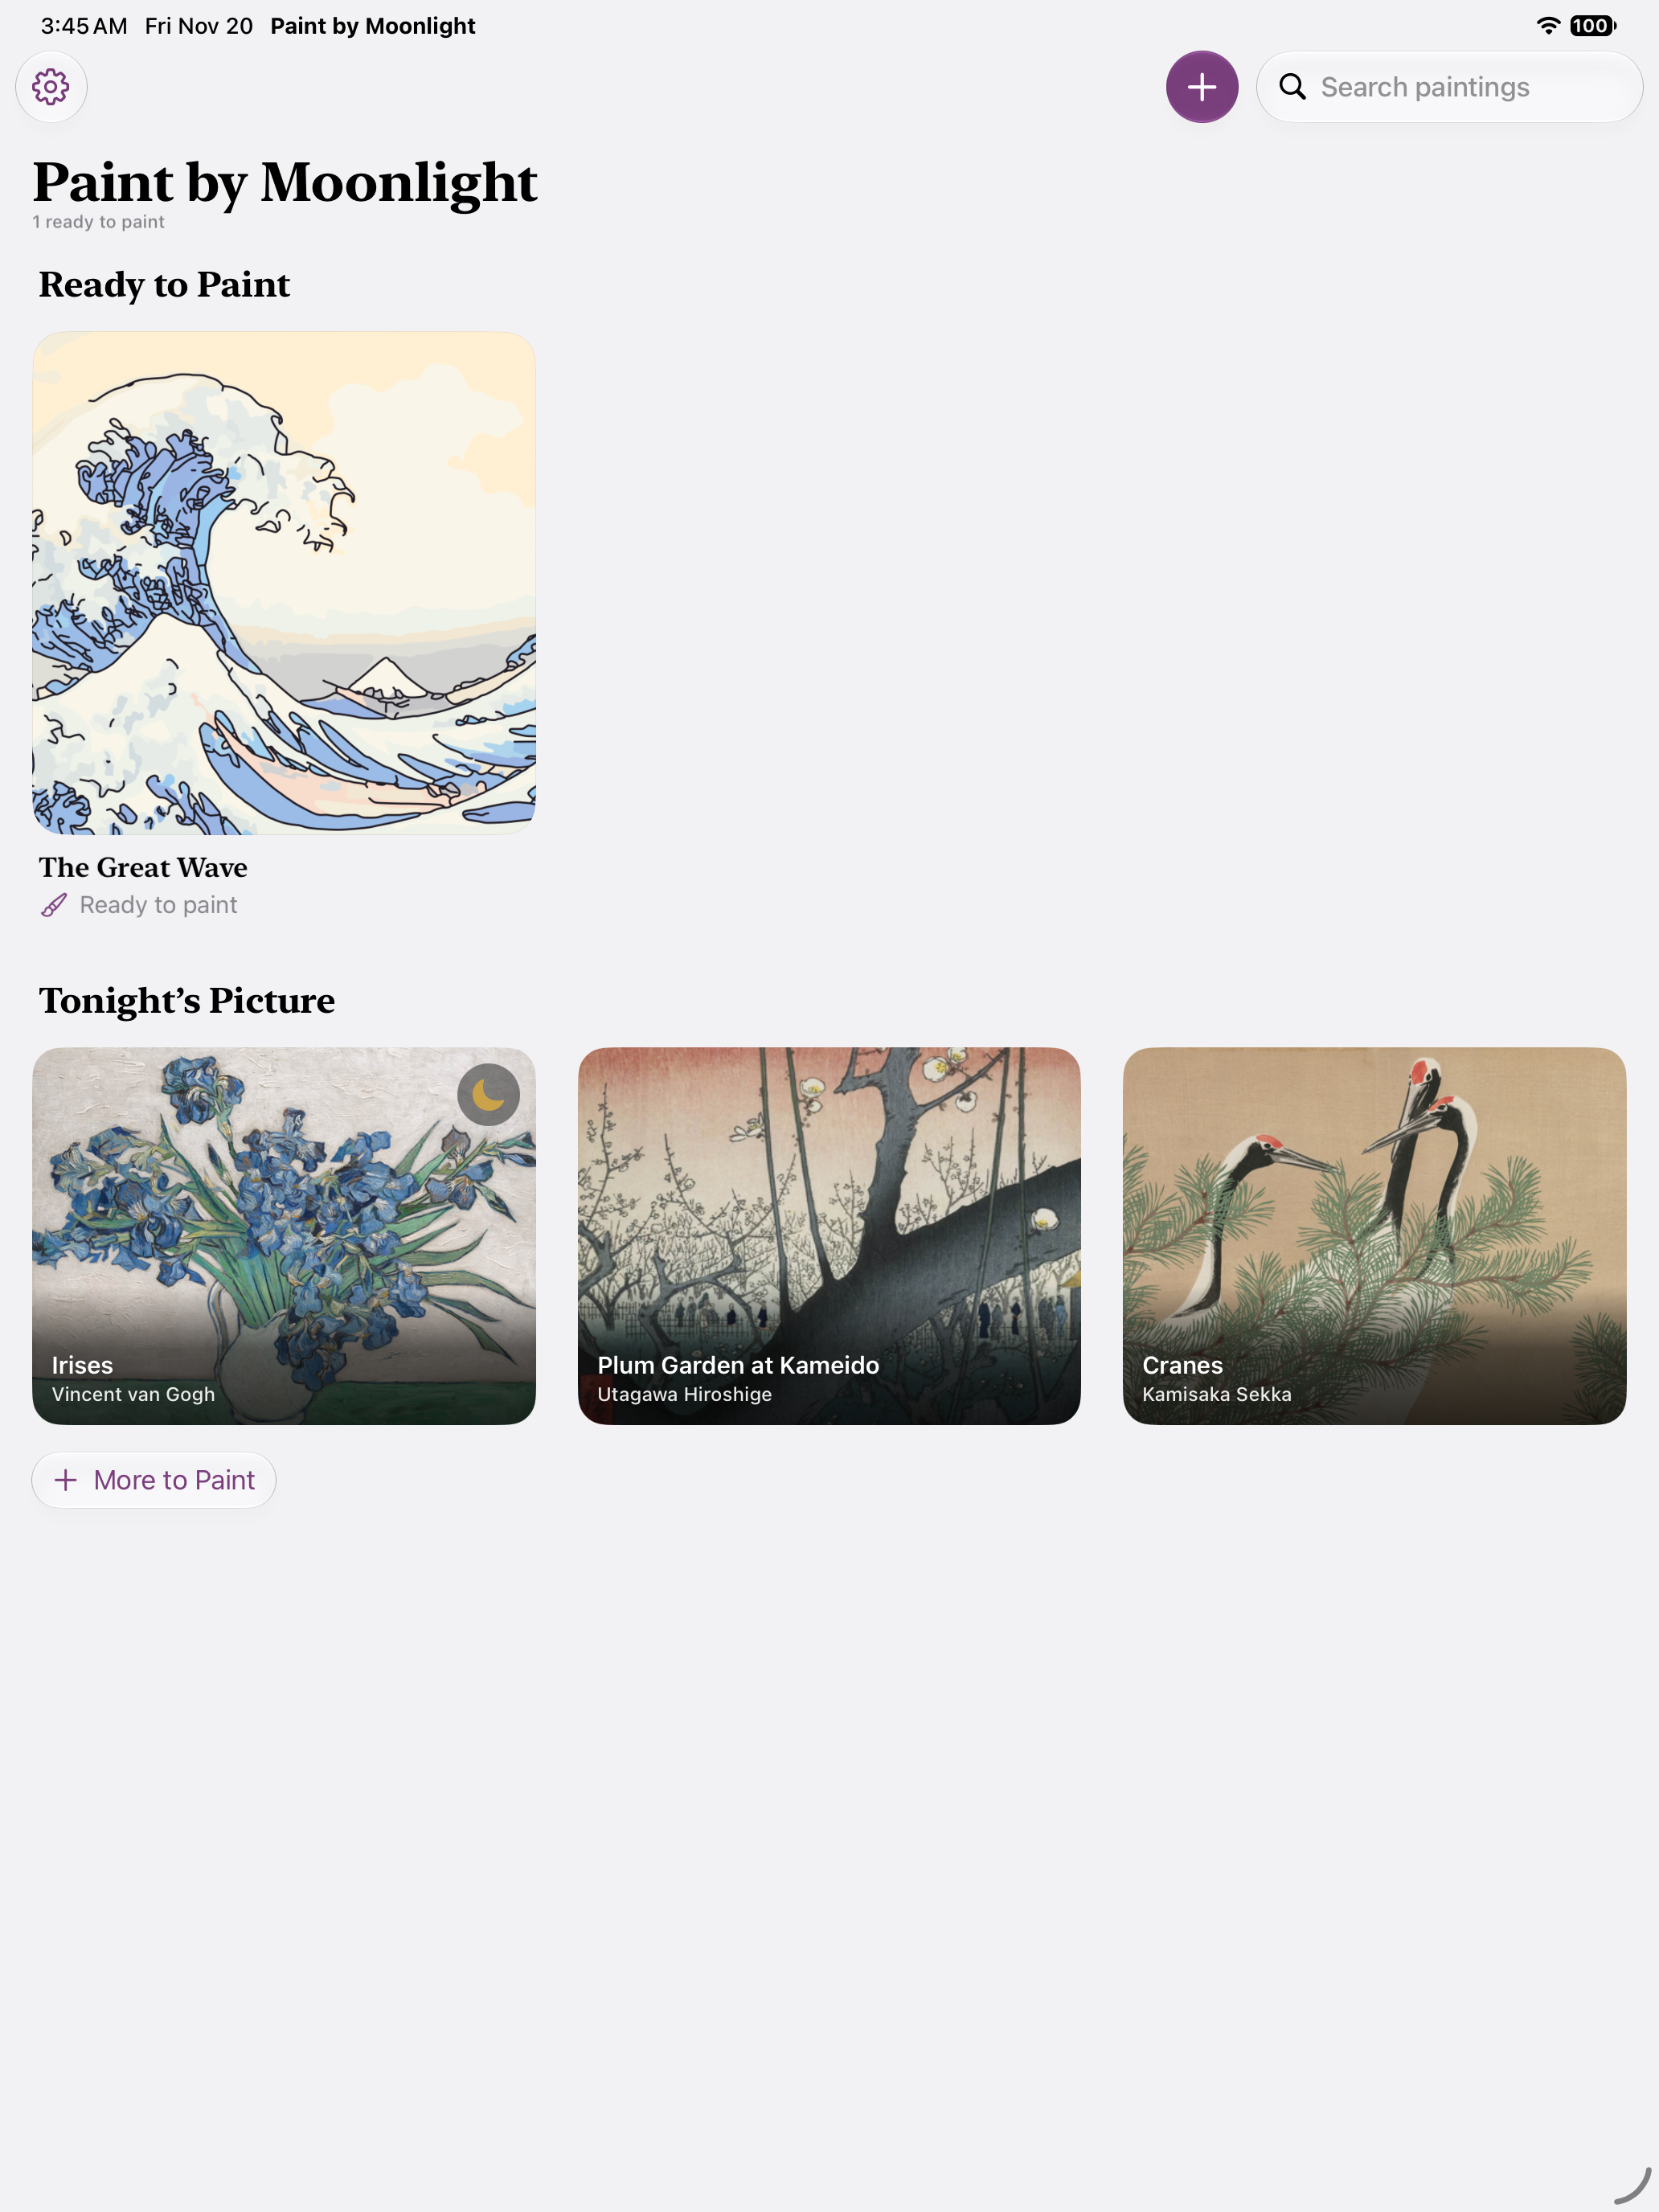 3:45 AM Fri Nov 20 Paint by Moonlight
100
Search paintings
Paint by Moonlight
1 ready to paint
Ready to Paint
The Great Wave
Ready to paint
Tonight’s Picture
Irises
Vincent van Gogh
Plum Garden at Kameido
Utagawa Hiroshige
Cranes
Kamisaka Sekka
More to Paint